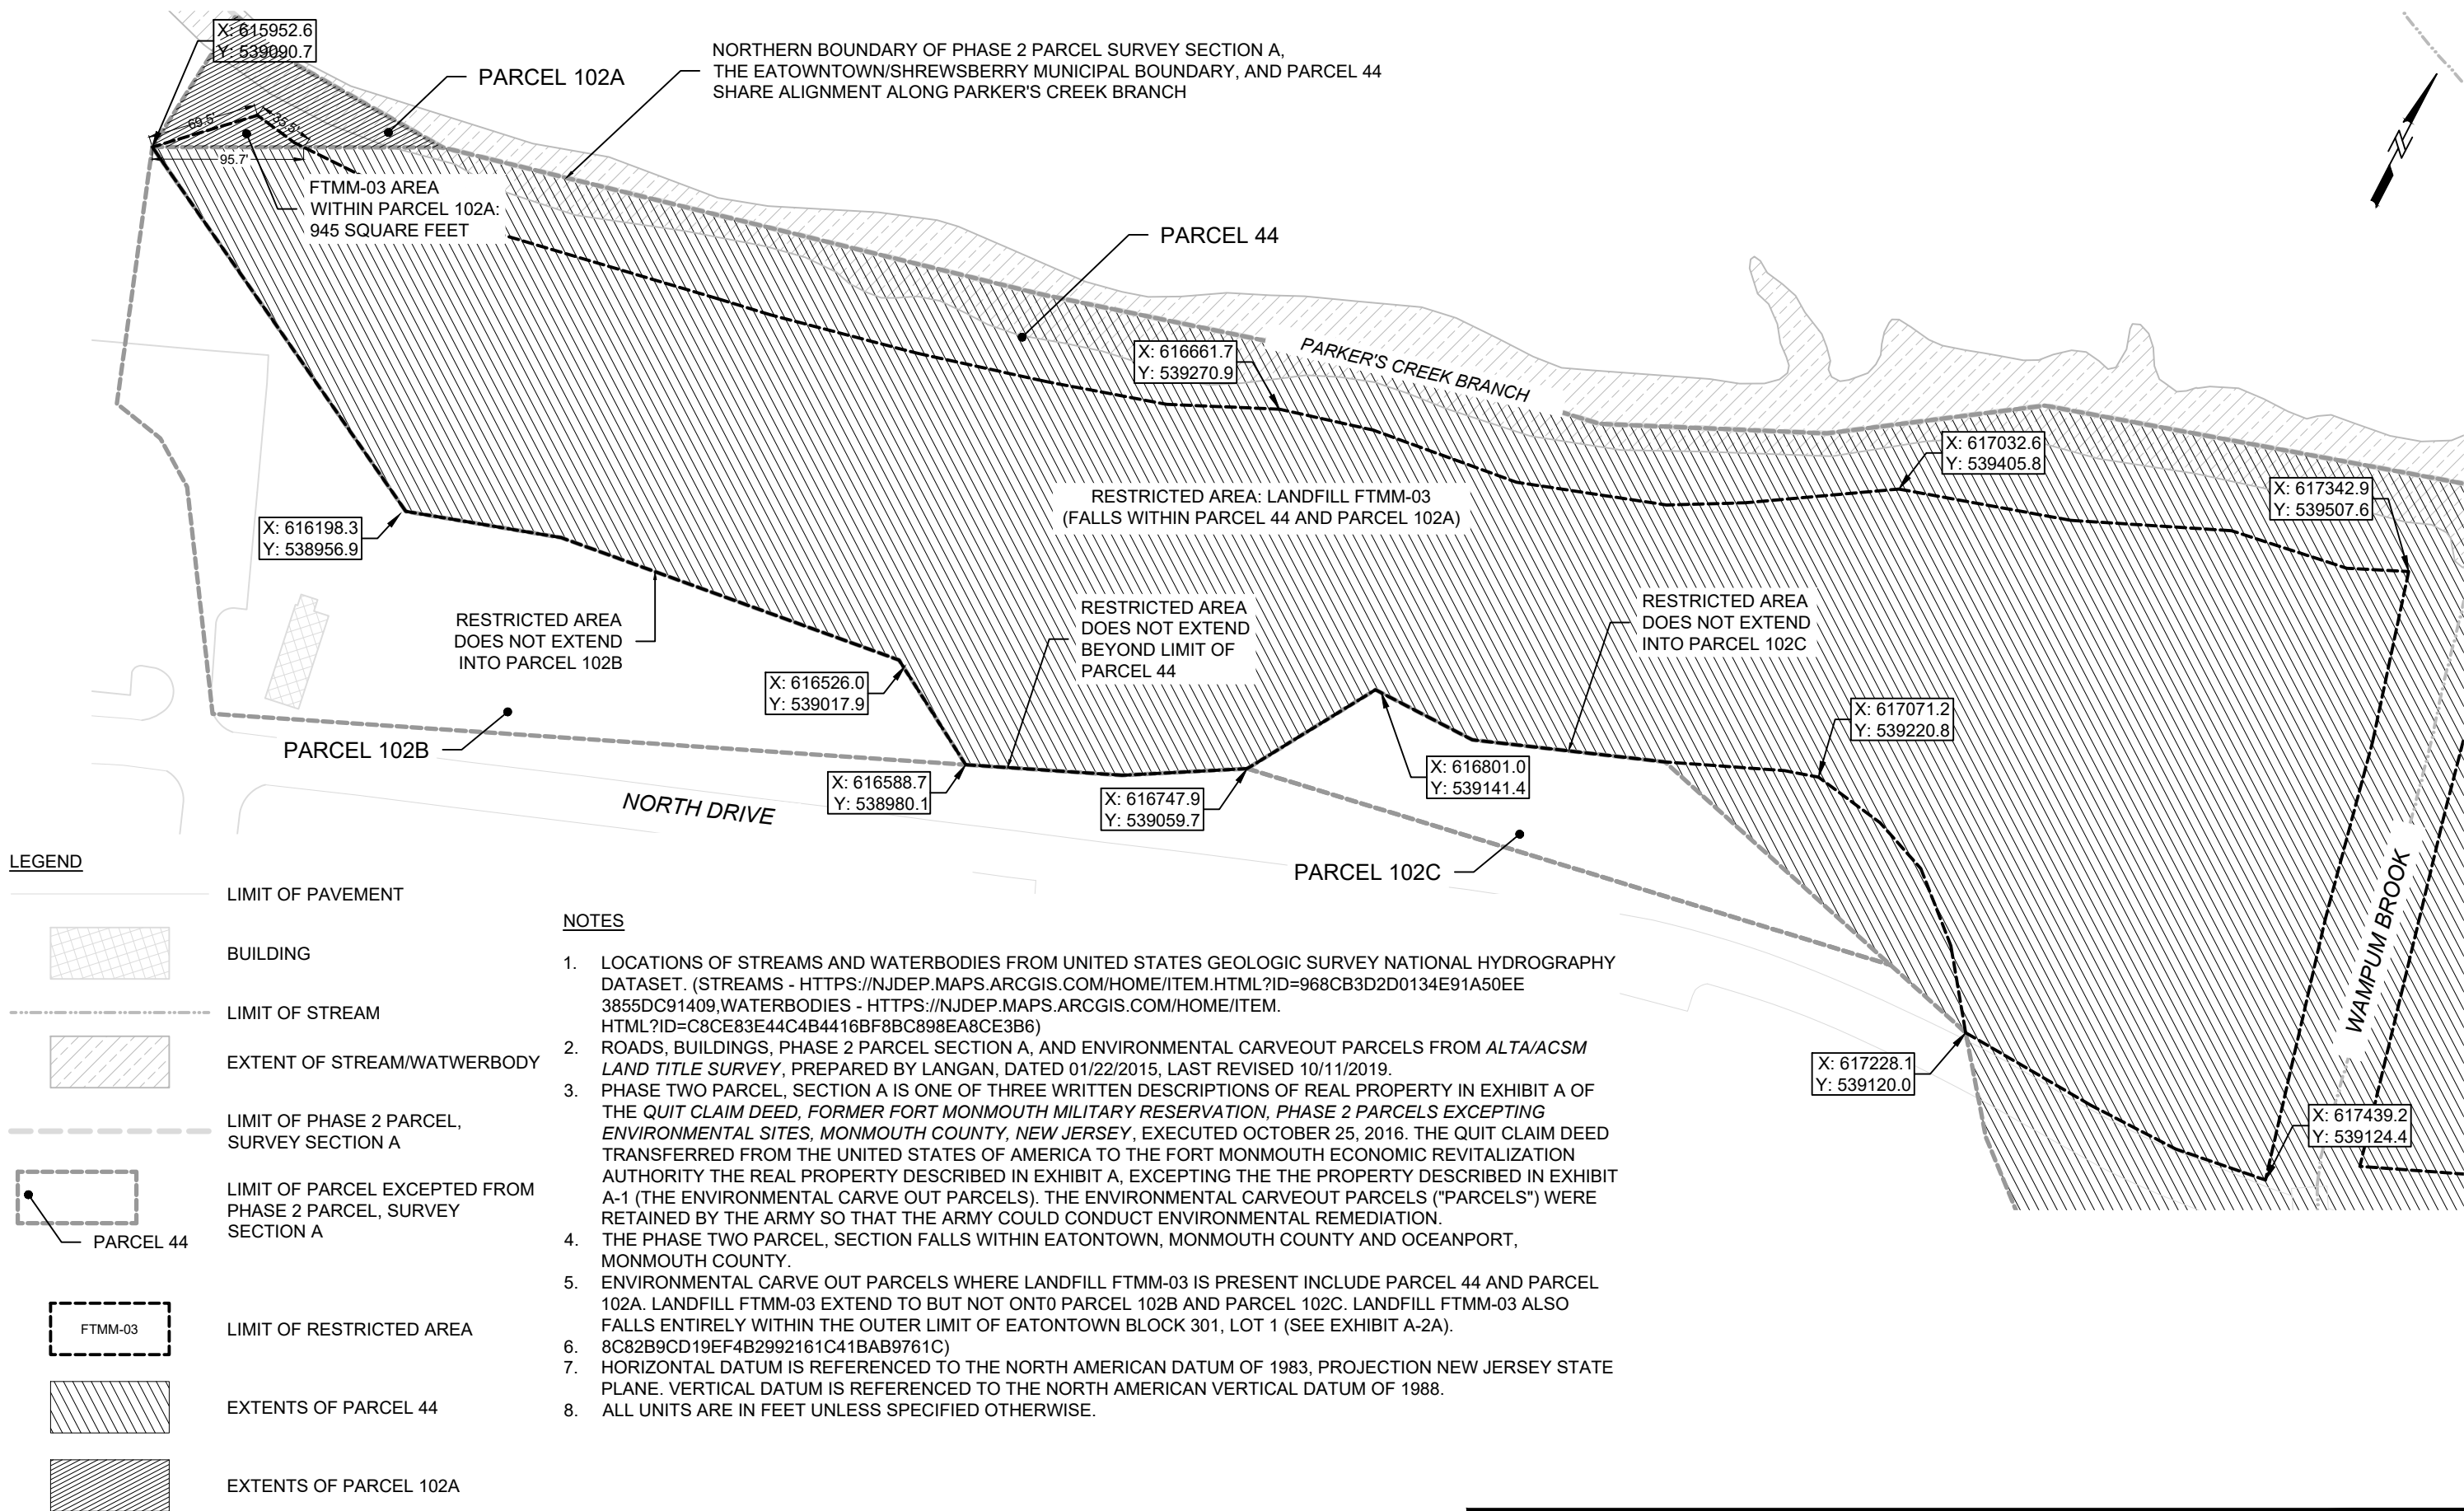 X: 615952.6
Y: 539090.7
PARCEL 102A
NORTHERN BOUNDARY OF PHASE 2 PARCEL SURVEY SECTION A,
THE EATOWNTOWN/SHREWSBERRY MUNICIPAL BOUNDARY, AND PARCEL 44
SHARE ALIGNMENT ALONG PARKER'S CREEK BRANCH
N
69.5'
35.5'
95.7'
FTMM-03 AREA
WITHIN PARCEL 102A:
945 SQUARE FEET
PARCEL 44
X: 616661.7
Y: 539270.9
PARKER'S CREEK BRANCH
X: 617032.6
Y: 539405.8
X: 617342.9
Y: 539507.6
RESTRICTED AREA: LANDFILL FTMM-03
(FALLS WITHIN PARCEL 44 AND PARCEL 102A)
X: 616198.3
Y: 538956.9
RESTRICTED AREA
DOES NOT EXTEND
INTO PARCEL 102B
RESTRICTED AREA
DOES NOT EXTEND
BEYOND LIMIT OF
PARCEL 44
RESTRICTED AREA
DOES NOT EXTEND
INTO PARCEL 102C
X: 616526.0
Y: 539017.9
X: 617071.2
Y: 539220.8
PARCEL 102B
X: 616588.7
Y: 538980.1
X: 616747.9
Y: 539059.7
X: 616801.0
Y: 539141.4
NORTH DRIVE
PARCEL 102C
WAMPUM BROOK
X: 617228.1
Y: 539120.0
X: 617439.2
Y: 539124.4
LEGEND
LIMIT OF PAVEMENT
BUILDING
LIMIT OF STREAM
EXTENT OF STREAM/WATWERBODY
LIMIT OF PHASE 2 PARCEL,
SURVEY SECTION A
LIMIT OF PARCEL EXCEPTED FROM
PHASE 2 PARCEL, SURVEY
SECTION A
PARCEL 44
FTMM-03
LIMIT OF RESTRICTED AREA
EXTENTS OF PARCEL 44
EXTENTS OF PARCEL 102A
NOTES
1. LOCATIONS OF STREAMS AND WATERBODIES FROM UNITED STATES GEOLOGIC SURVEY NATIONAL HYDROGRAPHY
DATASET. (STREAMS - HTTPS://NJDEP.MAPS.ARCGIS.COM/HOME/ITEM.HTML?ID=968CB3D2D0134E91A50EE
3855DC91409,WATERBODIES - HTTPS://NJDEP.MAPS.ARCGIS.COM/HOME/ITEM.
HTML?ID=C8CE83E44C4B4416BF8BC898EA8CE3B6)
2. ROADS, BUILDINGS, PHASE 2 PARCEL SECTION A, AND ENVIRONMENTAL CARVEOUT PARCELS FROM ALTA/ACSM
LAND TITLE SURVEY, PREPARED BY LANGAN, DATED 01/22/2015, LAST REVISED 10/11/2019.
3. PHASE TWO PARCEL, SECTION A IS ONE OF THREE WRITTEN DESCRIPTIONS OF REAL PROPERTY IN EXHIBIT A OF
THE QUIT CLAIM DEED, FORMER FORT MONMOUTH MILITARY RESERVATION, PHASE 2 PARCELS EXCEPTING
ENVIRONMENTAL SITES, MONMOUTH COUNTY, NEW JERSEY, EXECUTED OCTOBER 25, 2016. THE QUIT CLAIM DEED
TRANSFERRED FROM THE UNITED STATES OF AMERICA TO THE FORT MONMOUTH ECONOMIC REVITALIZATION
AUTHORITY THE REAL PROPERTY DESCRIBED IN EXHIBIT A, EXCEPTING THE THE PROPERTY DESCRIBED IN EXHIBIT
A-1 (THE ENVIRONMENTAL CARVE OUT PARCELS). THE ENVIRONMENTAL CARVEOUT PARCELS ("PARCELS") WERE
RETAINED BY THE ARMY SO THAT THE ARMY COULD CONDUCT ENVIRONMENTAL REMEDIATION.
4. THE PHASE TWO PARCEL, SECTION FALLS WITHIN EATONTOWN, MONMOUTH COUNTY AND OCEANPORT,
MONMOUTH COUNTY.
5. ENVIRONMENTAL CARVE OUT PARCELS WHERE LANDFILL FTMM-03 IS PRESENT INCLUDE PARCEL 44 AND PARCEL
102A. LANDFILL FTMM-03 EXTEND TO BUT NOT ONT0 PARCEL 102B AND PARCEL 102C. LANDFILL FTMM-03 ALSO
FALLS ENTIRELY WITHIN THE OUTER LIMIT OF EATONTOWN BLOCK 301, LOT 1 (SEE EXHIBIT A-2A).
6. 8C82B9CD19EF4B2992161C41BAB9761C)
7. HORIZONTAL DATUM IS REFERENCED TO THE NORTH AMERICAN DATUM OF 1983, PROJECTION NEW JERSEY STATE
PLANE. VERTICAL DATUM IS REFERENCED TO THE NORTH AMERICAN VERTICAL DATUM OF 1988.
8. ALL UNITS ARE IN FEET UNLESS SPECIFIED OTHERWISE.